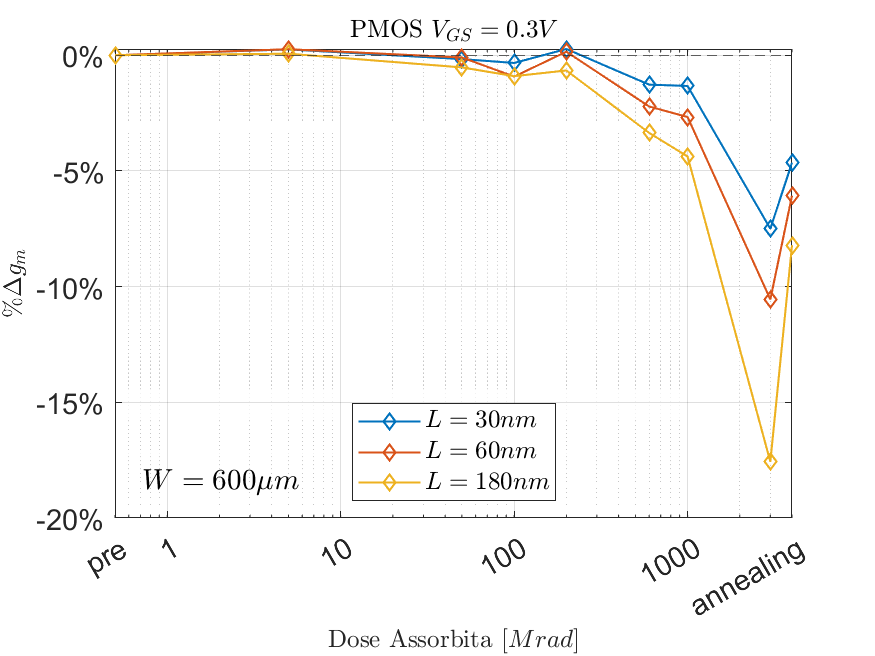 PMOS V_{GS} = 0.3V
0%
-5%
-10%
-15%
-20%
%Δg_m
L = 30nm
L = 60nm
L = 180nm
W = 600μm
pre 1 10 100 1000 annealing
Dose Assorbita [Mrad]